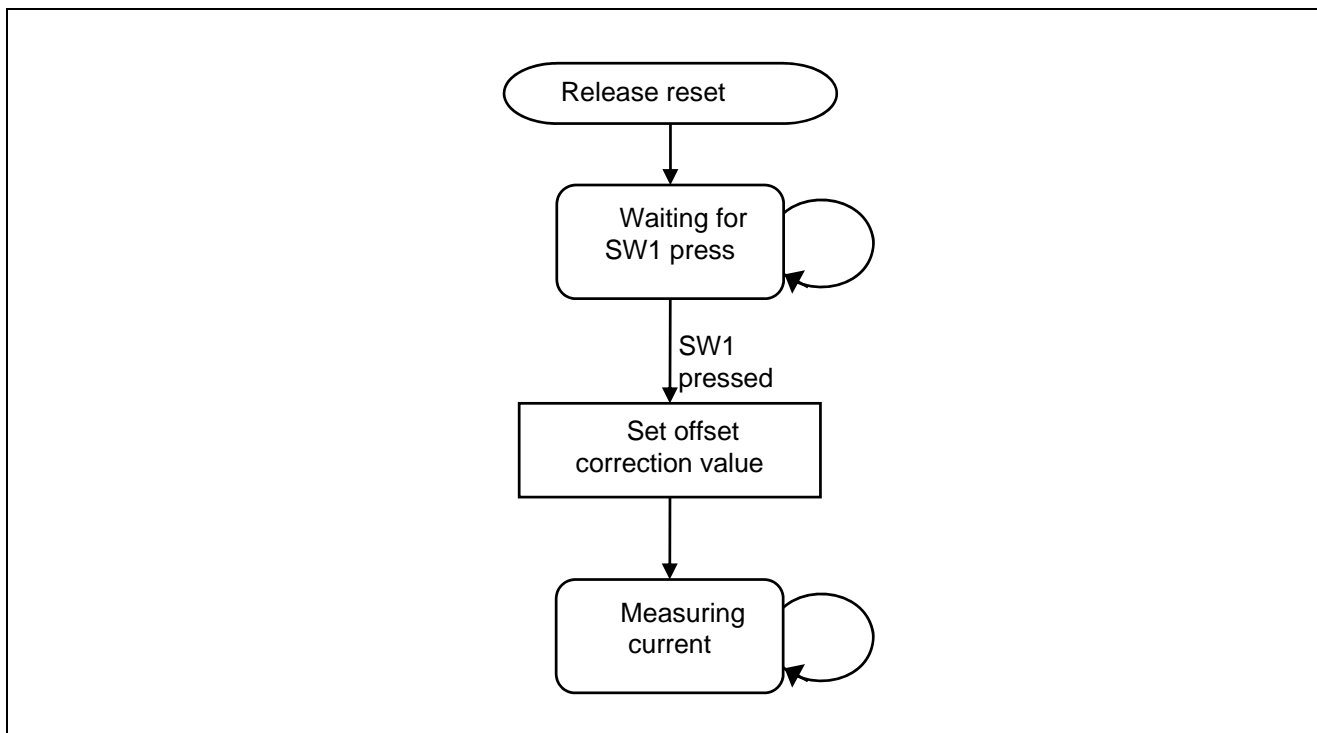 Release reset
Waiting for
SW1 press
SW1
pressed
Set offset
correction value
Measuring
current